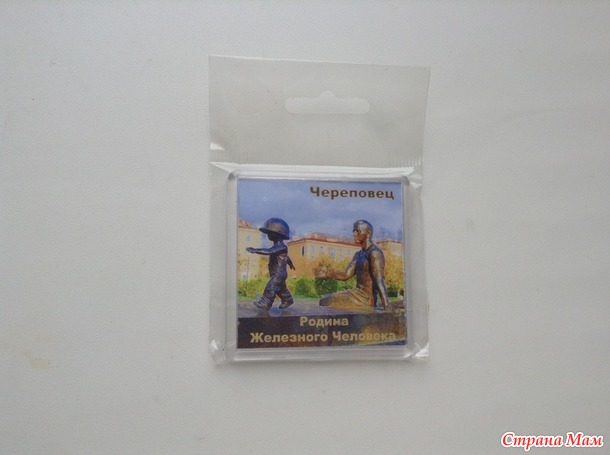 Череповец
Родина
Железного Человека
Страна Мам